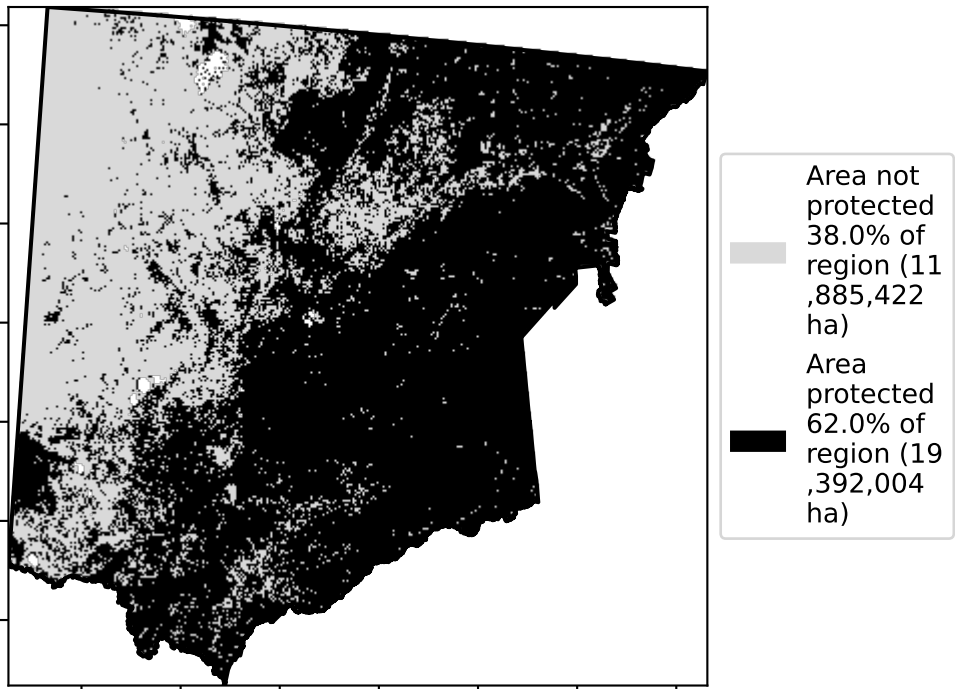 Area not
protected
38.0% of
region (11
,885,422
ha)
Area
protected
62.0% of
region (19
,392,004
ha)